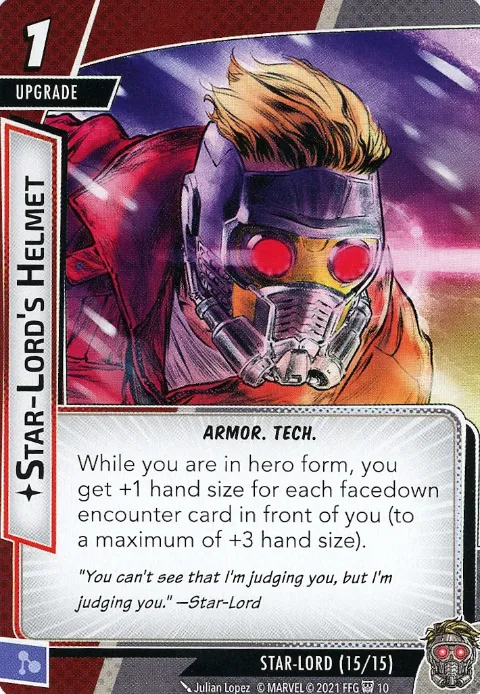 1
UPGRADE
STAR-LORD'S HELMET
ARMOR. TECH.
While you are in hero form, you
get +1 hand size for each facedown
encounter card in front of you (to
a maximum of +3 hand size).
"You can't see that I'm judging you, but I'm
judging you." —Star-Lord
STAR-LORD (15/15)
Julian Lopez © MARVEL © 2021 FFG 10